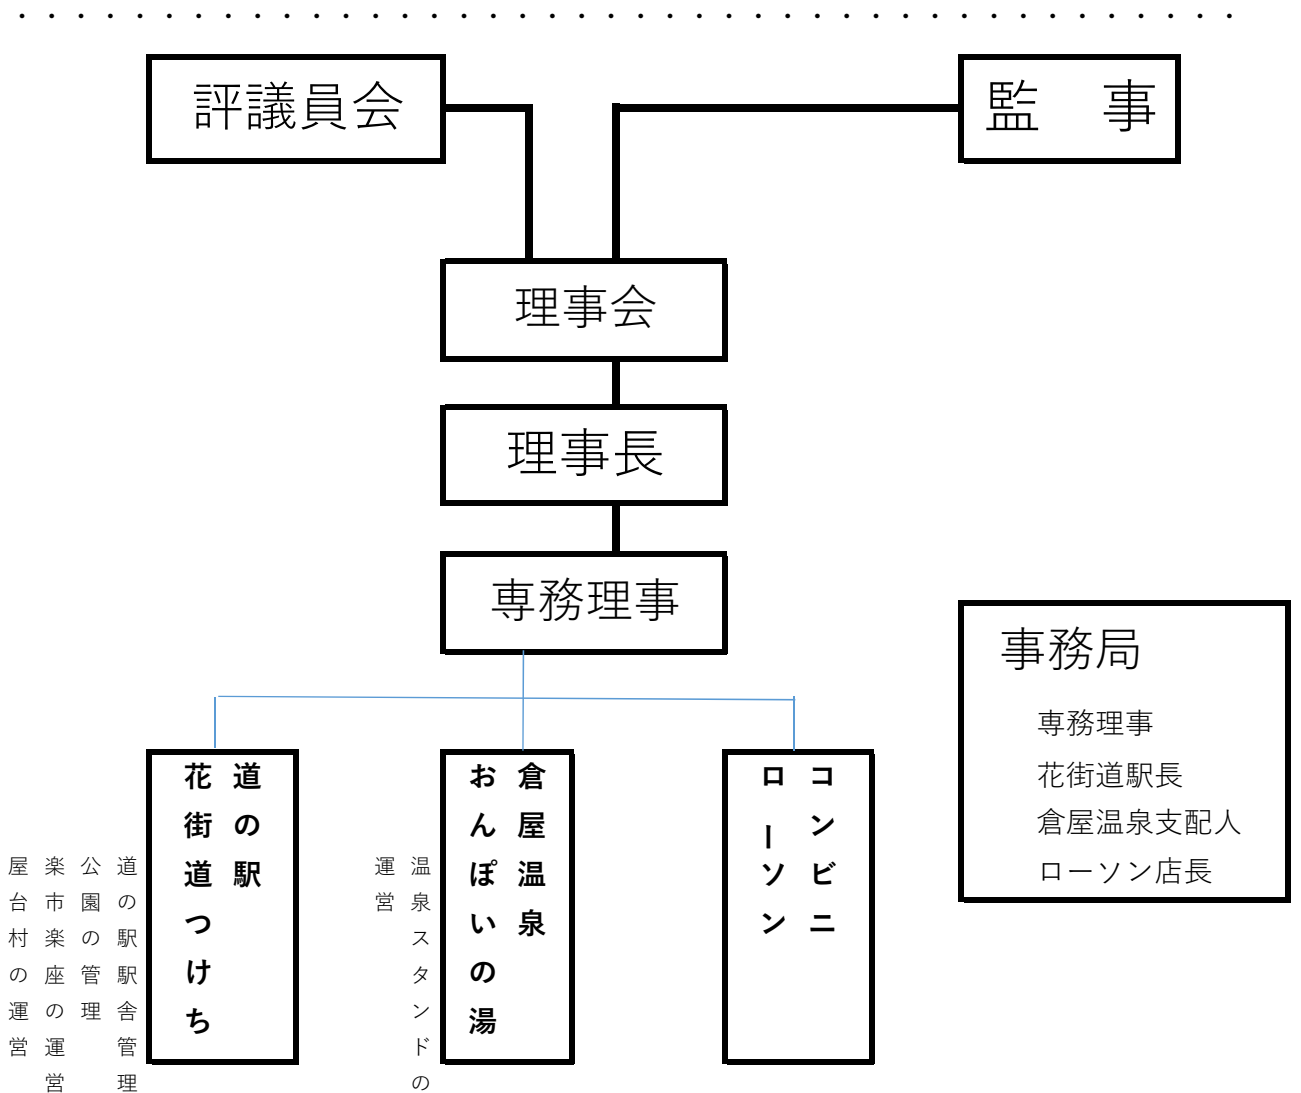 ・・・・・・・・・・・・・・・・・・・・・・・・・・・・・・・・・・・・・・・・・・
評議員会
監　事
理事会
理事長
専務理事
事務局
専務理事
花街道駅長
倉屋温泉支配人
ローソン店長
道の駅
花街道つけち
道の駅駅舎管理
公園の管理
楽市楽座の運営
屋台村の運営
倉屋温泉
おんぽいの湯
温泉スタンドの
運営
コンビニ
ローソン